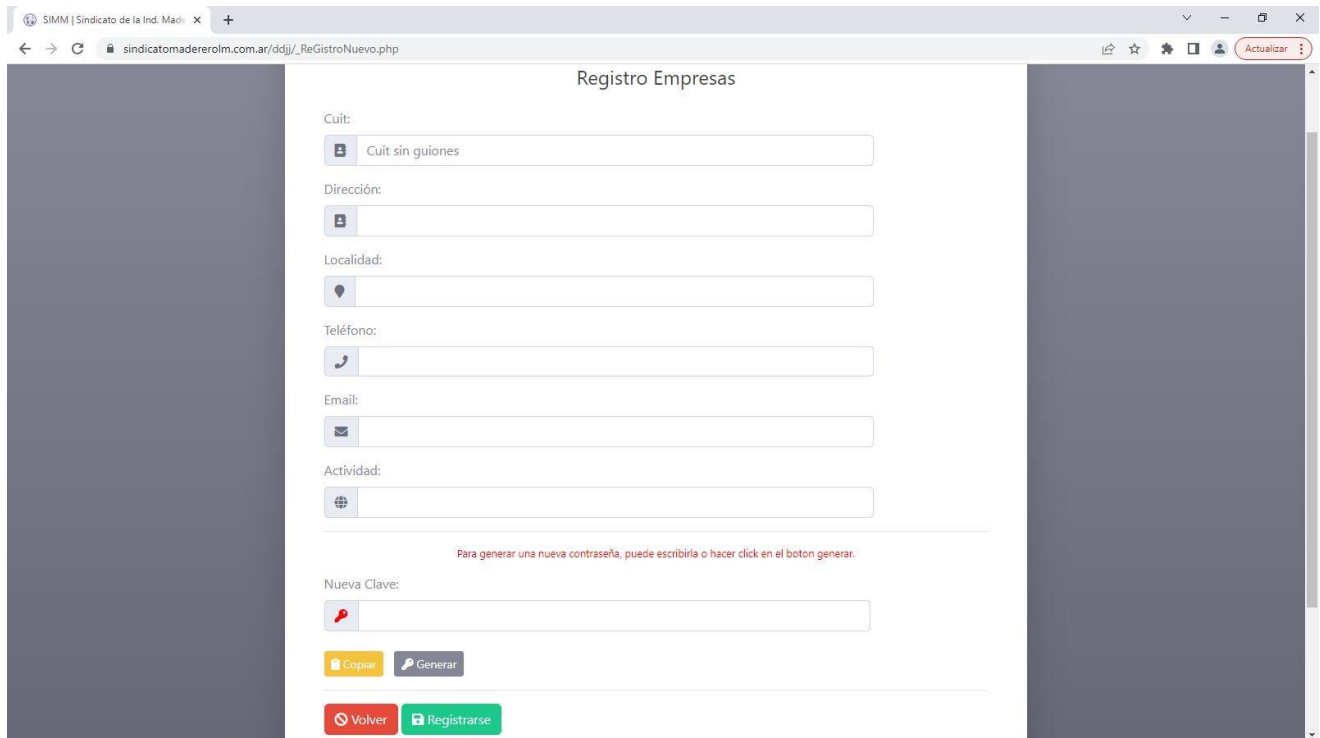 SIMM | Sindicato de la Ind. Made
sindicatomadererolm.com.ar/ddjj/_ReGistroNuevo.php
Actualizar
Registro Empresas
Cuit:
Cuit sin guiones
Dirección:
Localidad:
Teléfono:
Email:
Actividad:
Para generar una nueva contraseña, puede escribirla o hacer click en el boton generar.
Nueva Clave:
Copiar Generar
Volver Registrarse